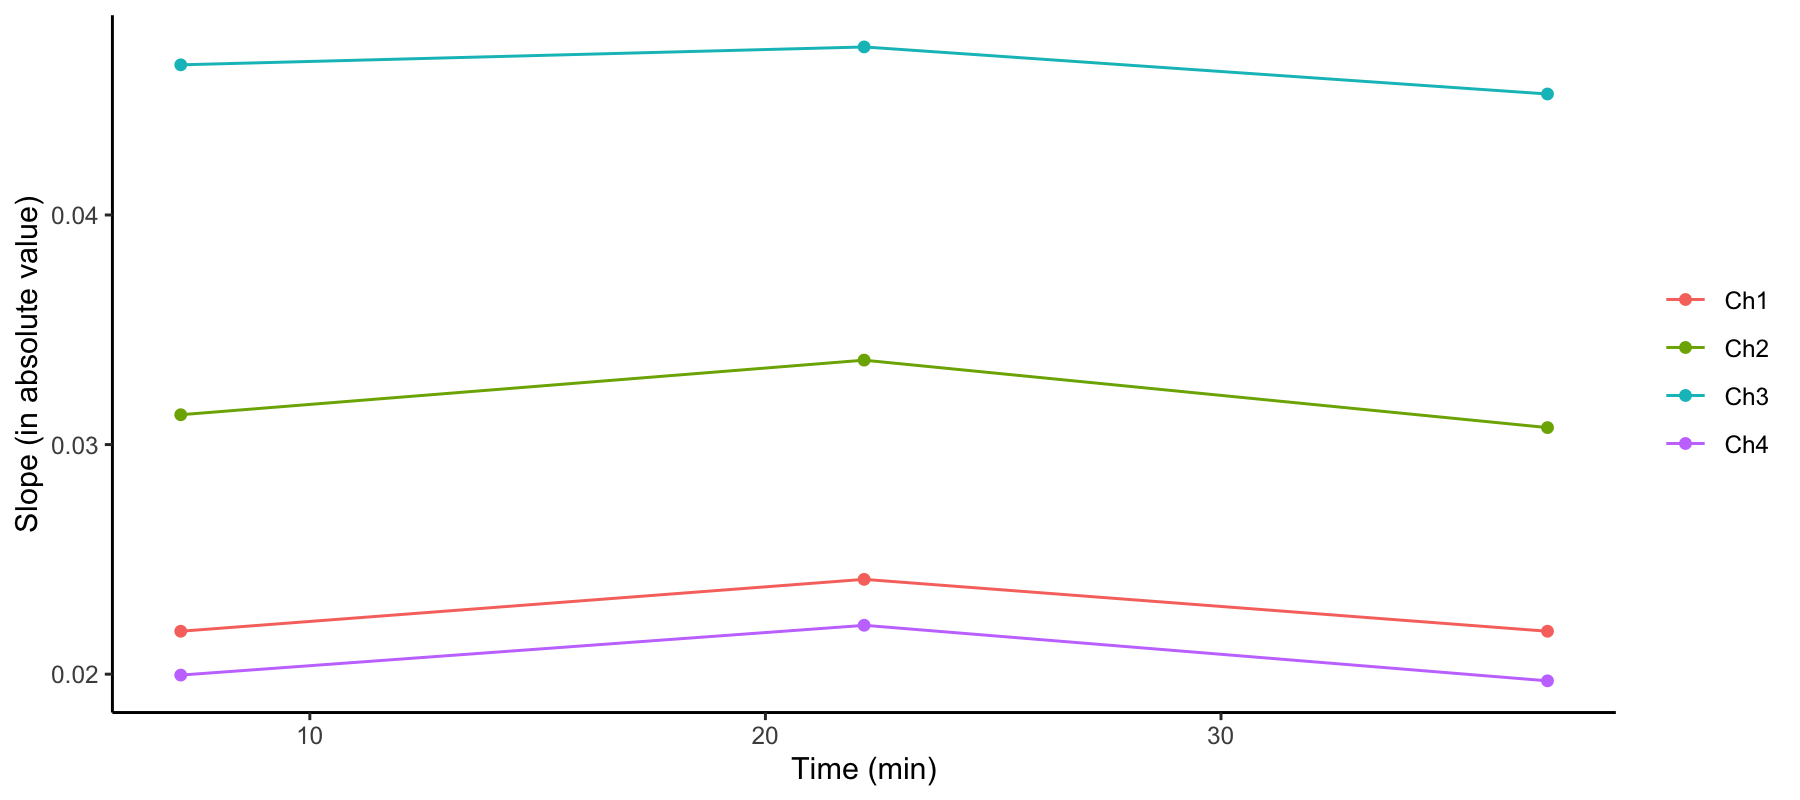 Slope (in absolute value)
0.04
0.03
0.02
10 20 30
Time (min)
Ch1
Ch2
Ch3
Ch4